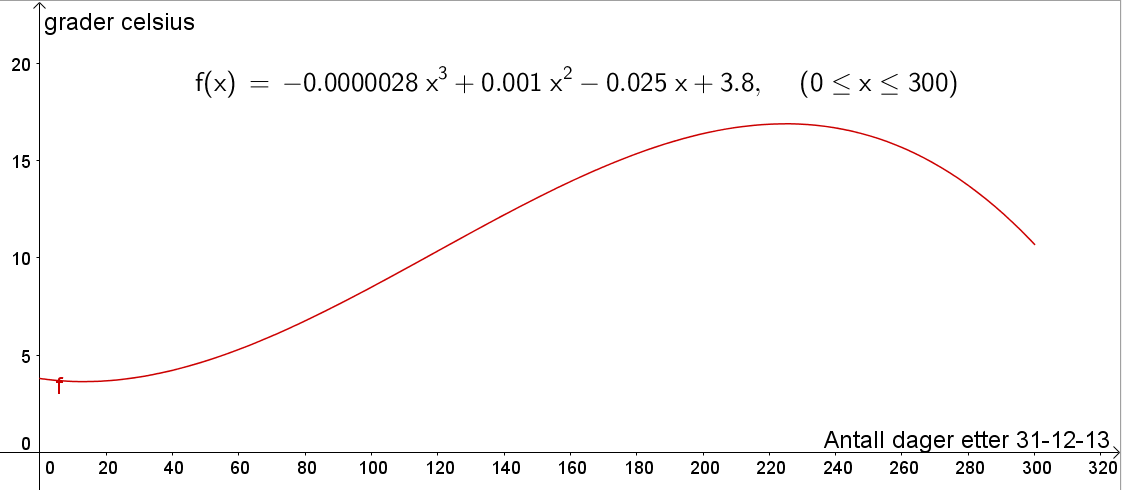 grader celsius
20
f(x) = −0.0000028 x³ + 0.001 x² − 0.025 x + 3.8, (0 ≤ x ≤ 300)
15
10
5
f
0
Antall dager etter 31-12-13
0 20 40 60 80 100 120 140 160 180 200 220 240 260 280 300 320